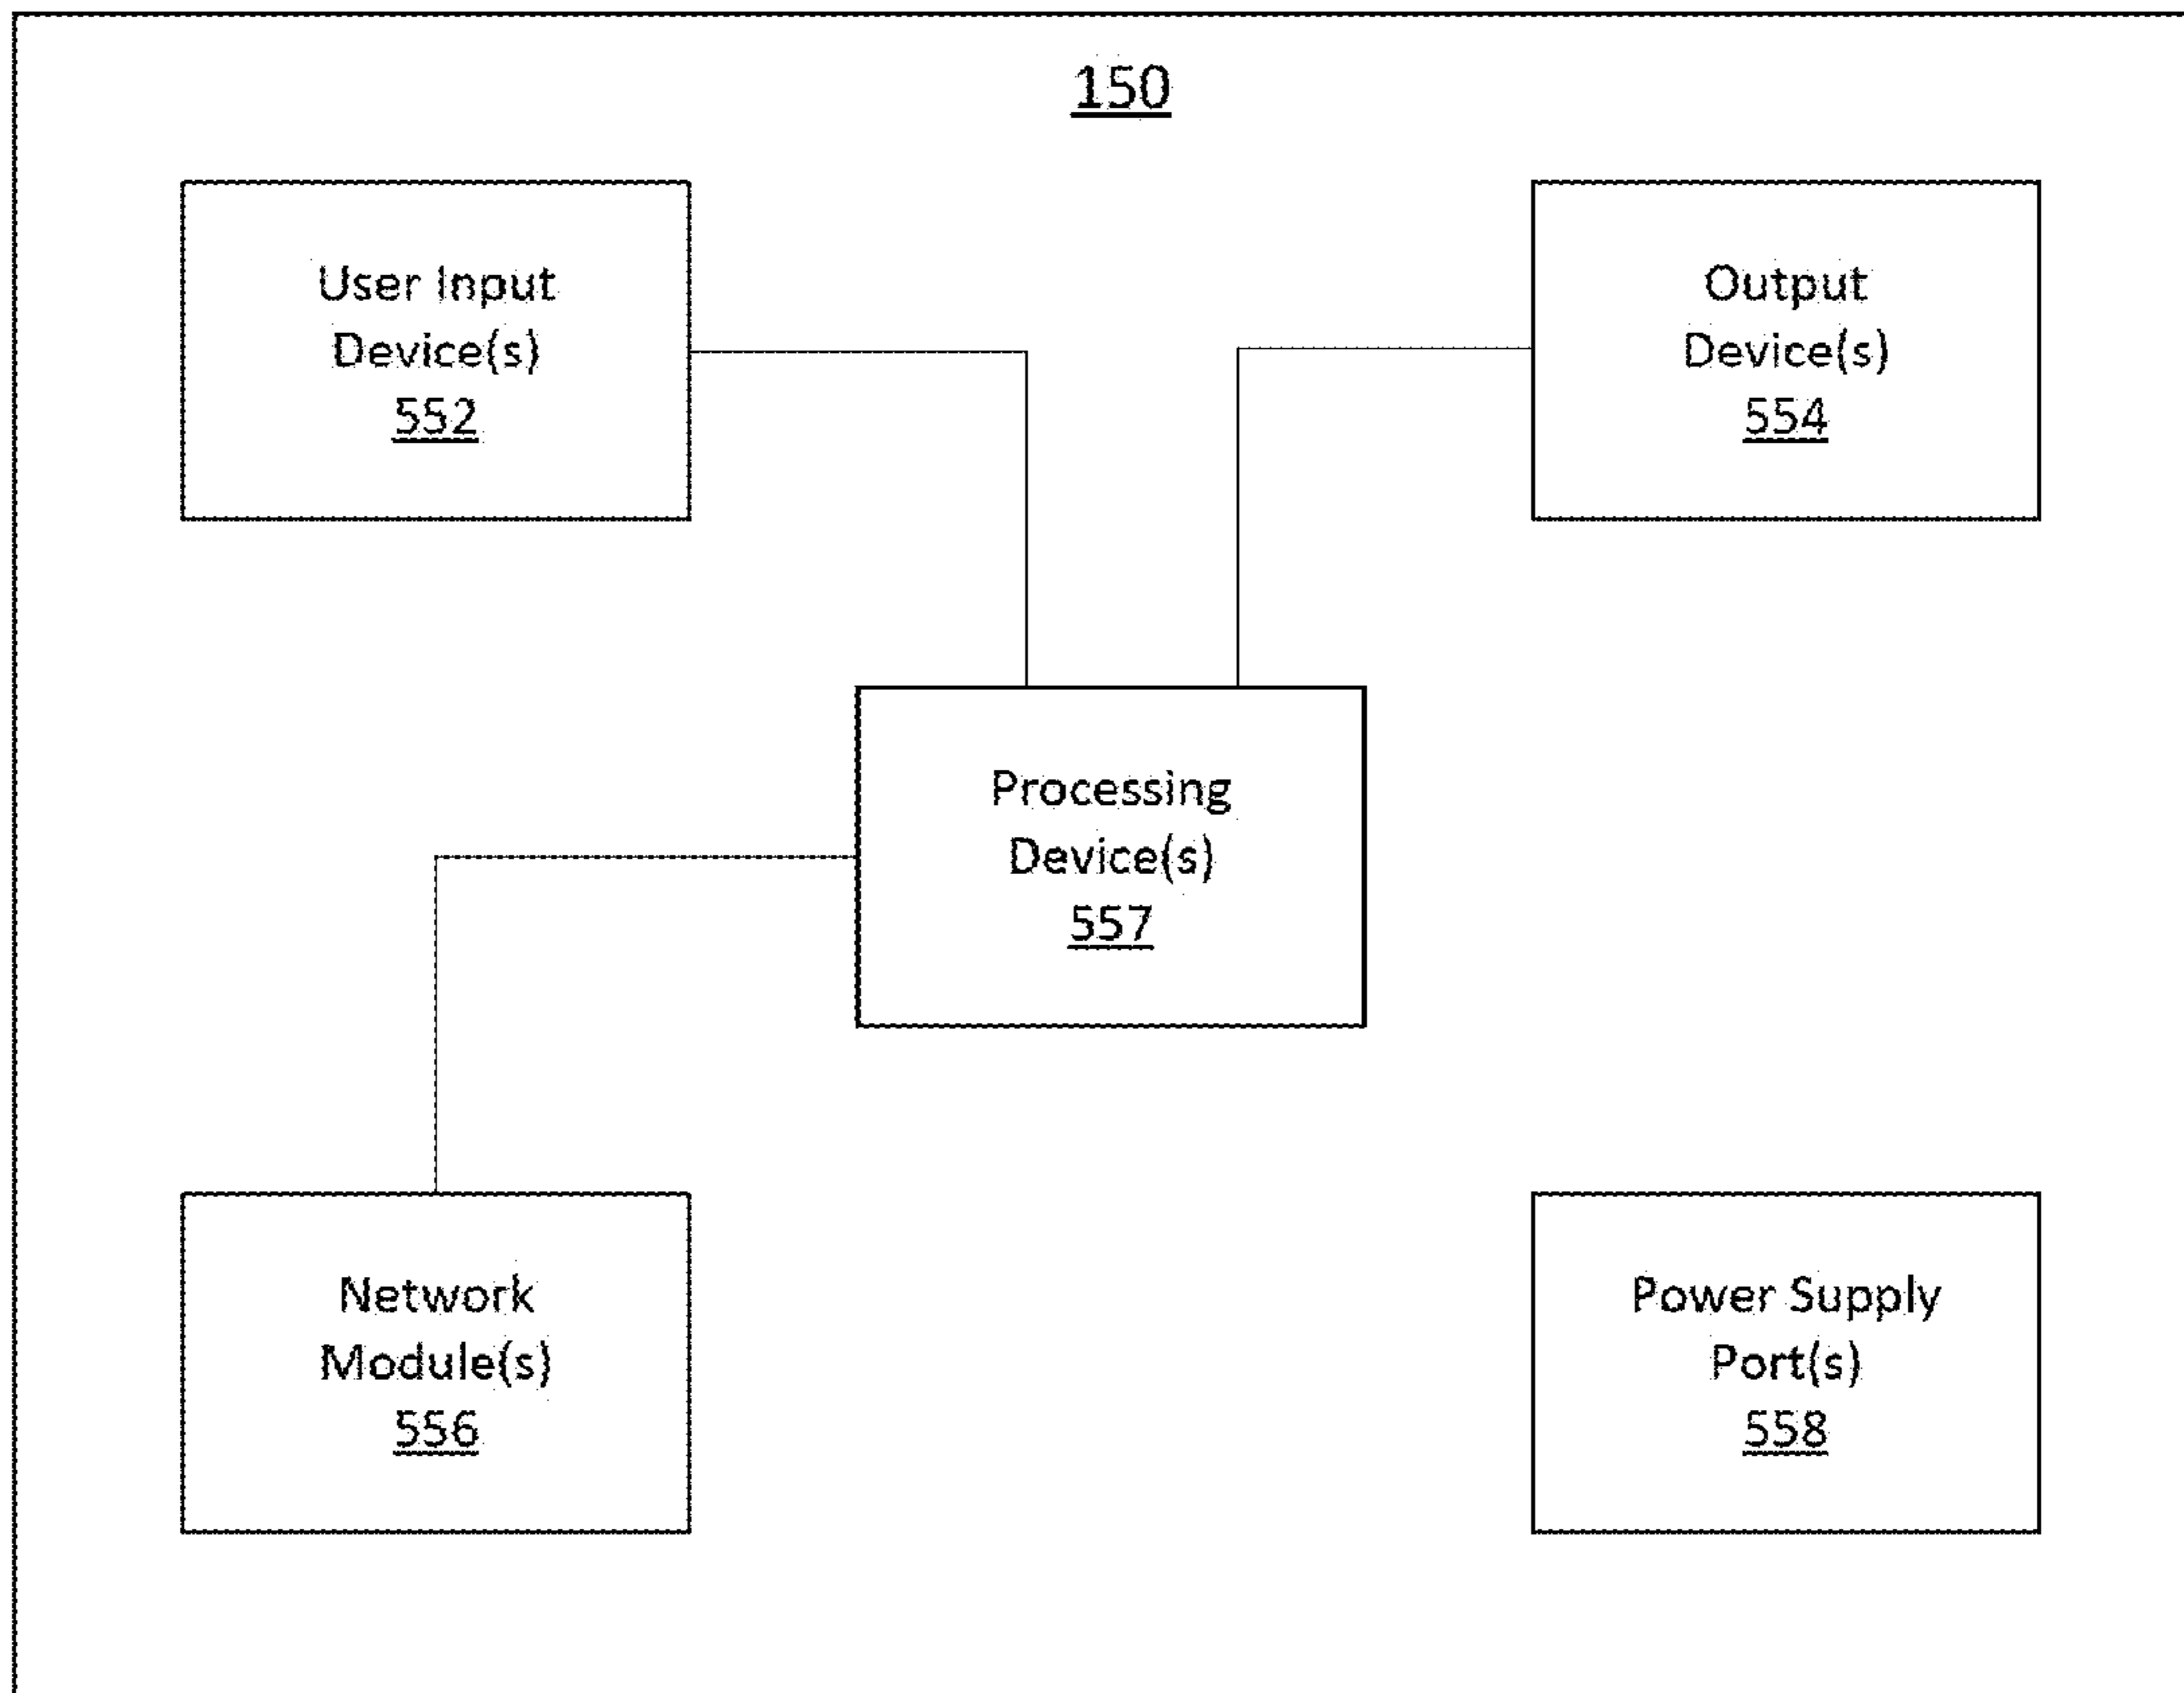 150
User Input
Device(s)
552
Output
Device(s)
554
Processing
Device(s)
557
Network
Module(s)
556
Power Supply
Port(s)
558